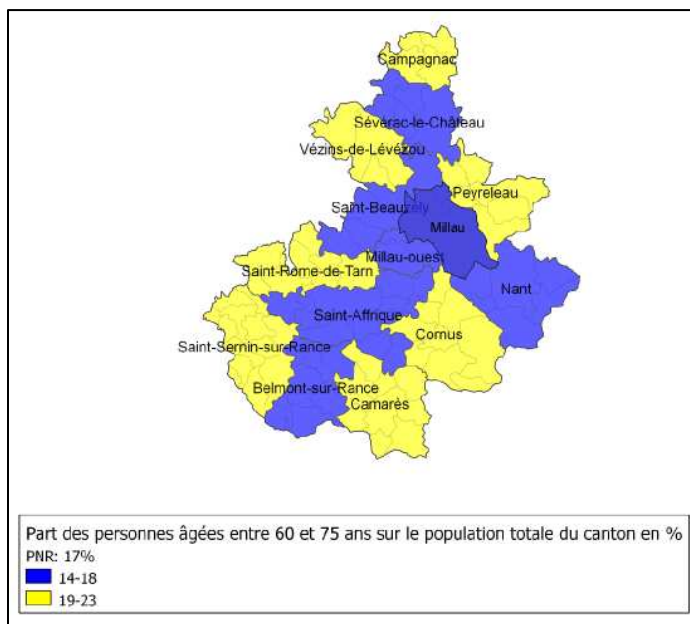 Campagnac
Sévérac-le-Château
Vézins-de-Lévézou
Peyreleau
Saint-Beauzély
Millau
Millau-ouest
Saint-Rome-de-Tarn
Nant
Saint-Affrique
Cornus
Saint-Sernin-sur-Rance
Belmont-sur-Rance
Camarès
Part des personnes âgées entre 60 et 75 ans sur le population totale du canton en %
PNR: 17%
14-18
19-23